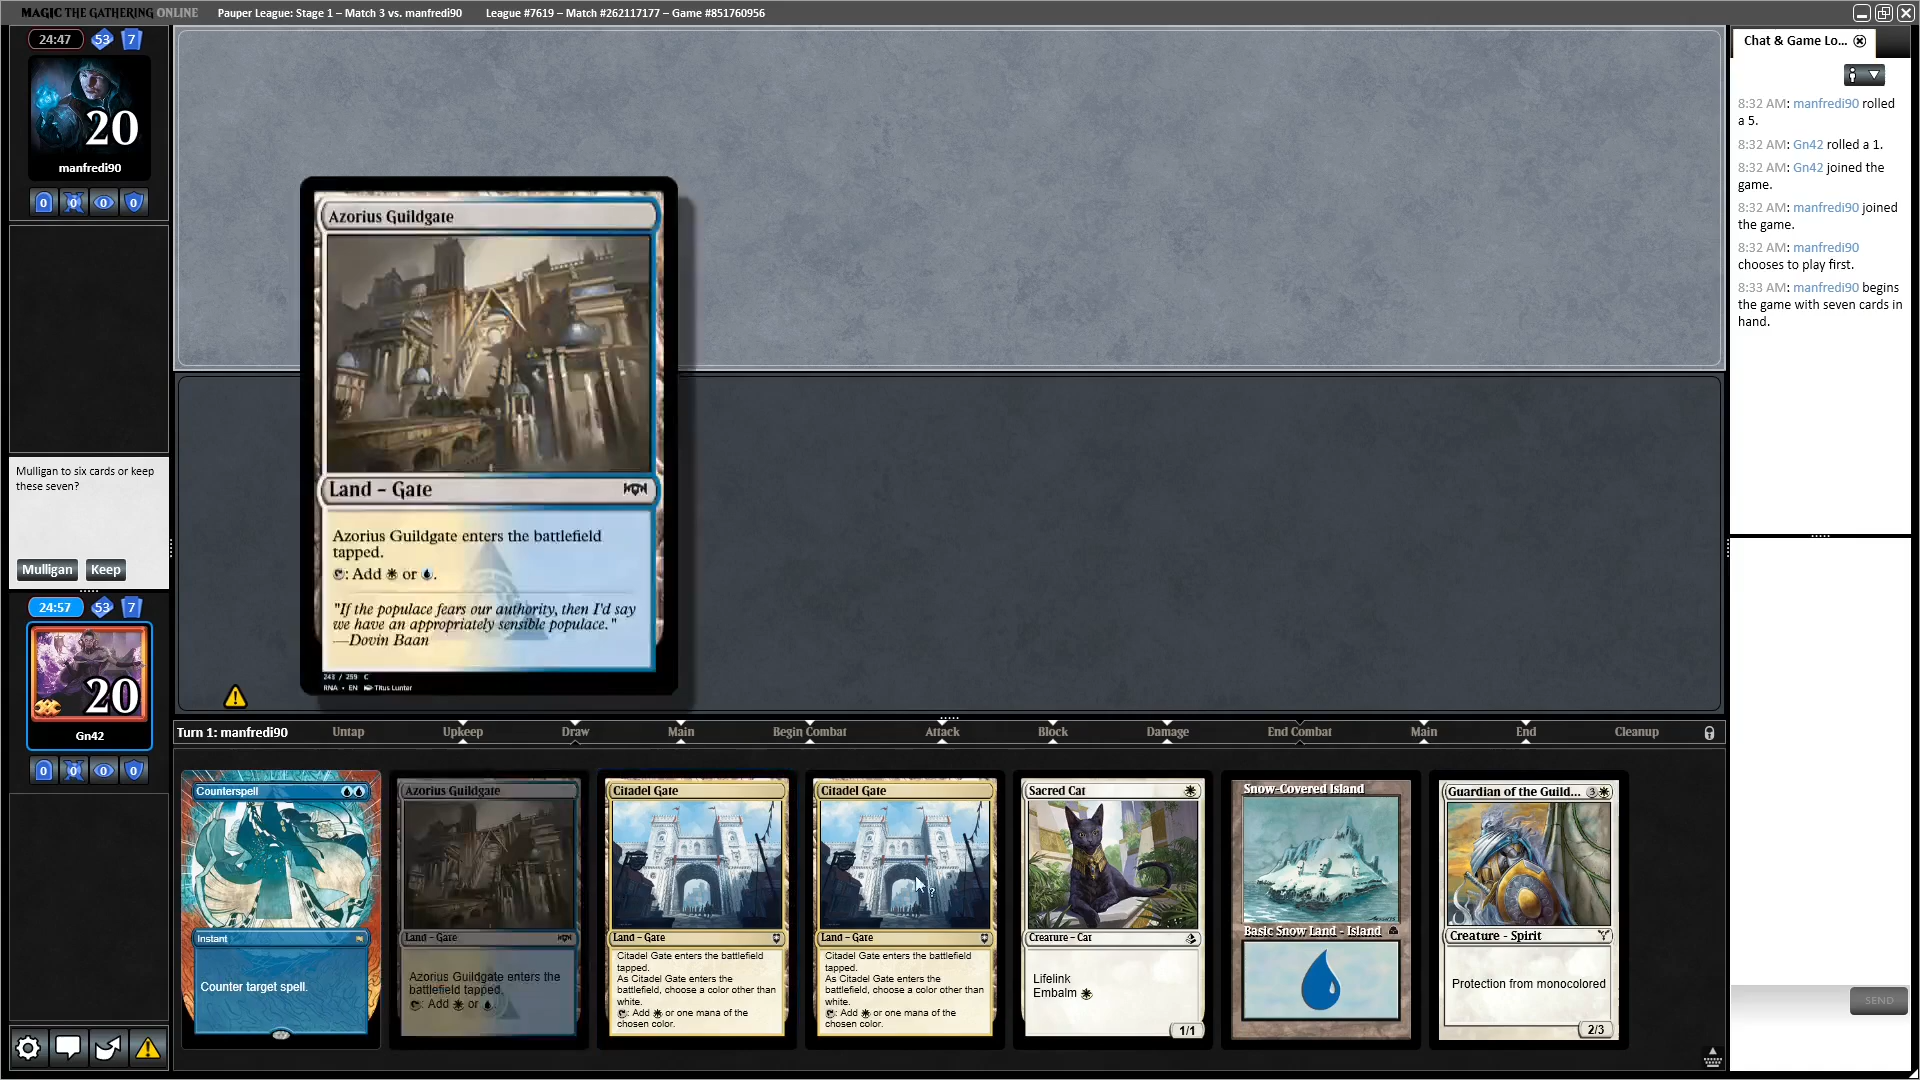 MAGIC THE GATHERING ONLINE
Pauper League: Stage 1 – Match 3 vs. manfredi90
League #7619 – Match #262117177 – Game #851760956
24:47
53
7
20
manfredi90
0
0
0
0
Mulligan to six cards or keep
these seven?
Mulligan
Keep
24:57
53
7
20
Gn42
0
0
0
0
Azorius Guildgate
Land – Gate
Azorius Guildgate enters the battlefield
tapped.
: Add or .
"If the populace fears our authority, then I'd say
we have an appropriately sensible populace."
—Dovin Baan
243 / 259 C
RNA • EN Titus Lunter
Turn 1: manfredi90
Untap
Upkeep
Draw
Main
Begin Combat
Attack
Block
Damage
End Combat
Main
End
Cleanup
Counterspell
Instant
Counter target spell.
Azorius Guildgate
Land – Gate
Azorius Guildgate enters the
battlefield tapped.
: Add or .
Citadel Gate
Land – Gate
Citadel Gate enters the battlefield
tapped.
As Citadel Gate enters the
battlefield, choose a color other than
white.
: Add or one mana of the
chosen color.
Citadel Gate
Land – Gate
Citadel Gate enters the battlefield
tapped.
As Citadel Gate enters the
battlefield, choose a color other than
white.
: Add or one mana of the
chosen color.
Sacred Cat
Creature – Cat
Lifelink
Embalm
1/1
Snow-Covered Island
Basic Snow Land - Island
Guardian of the Guild... 3
Creature - Spirit
Protection from monocolored
2/3
Chat & Game Lo...
8:32 AM: manfredi90 rolled
a 5.
8:32 AM: Gn42 rolled a 1.
8:32 AM: Gn42 joined the
game.
8:32 AM: manfredi90 joined
the game.
8:32 AM: manfredi90
chooses to play first.
8:33 AM: manfredi90 begins
the game with seven cards in
hand.
SEND